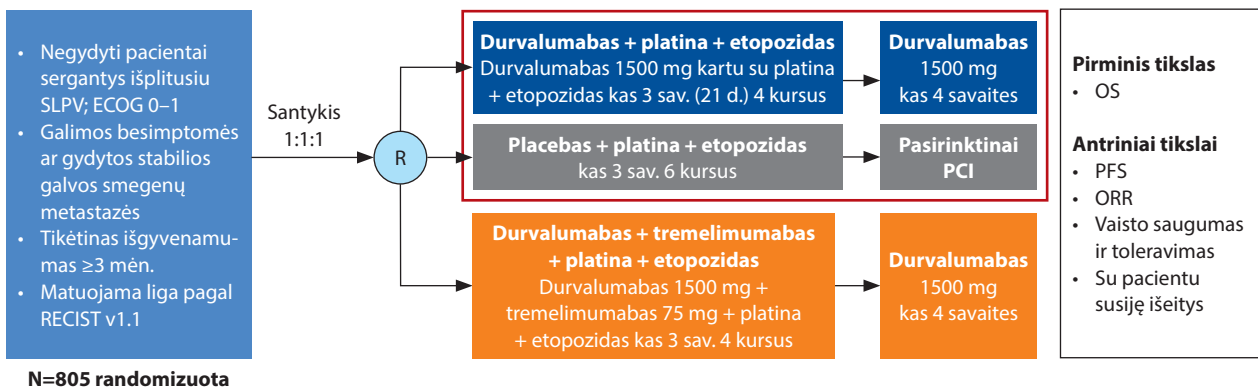 • Negydyti pacientai
sergantys išplitusiu
SLPV; ECOG 0–1
• Galimos besimptomės
ar gydytos stabilios
galvos smegenų
metastazės
• Tikėtinas išgyvenamu-
mas ≥3 mėn.
• Matuojama liga pagal
RECIST v1.1
N=805 randomizuota
Santykis
1:1:1
R
Durvalumabas + platina + etopozidas
Durvalumabas 1500 mg kartu su platina
+ etopozidas kas 3 sav. (21 d.) 4 kursus
Durvalumabas
1500 mg
kas 4 savaites
Placebas + platina + etopozidas
kas 3 sav. 6 kursus
Pasirinktinai
PCI
Durvalumabas + tremelimumabas
+ platina + etopozidas
Durvalumabas 1500 mg +
tremelimumabas 75 mg + platina
+ etopozidas kas 3 sav. 4 kursus
Durvalumabas
1500 mg
kas 4 savaites
Pirminis tikslas
• OS
Antriniai tikslai
• PFS
• ORR
• Vaisto saugumas
ir toleravimas
• Su pacientu
susiję išeitys